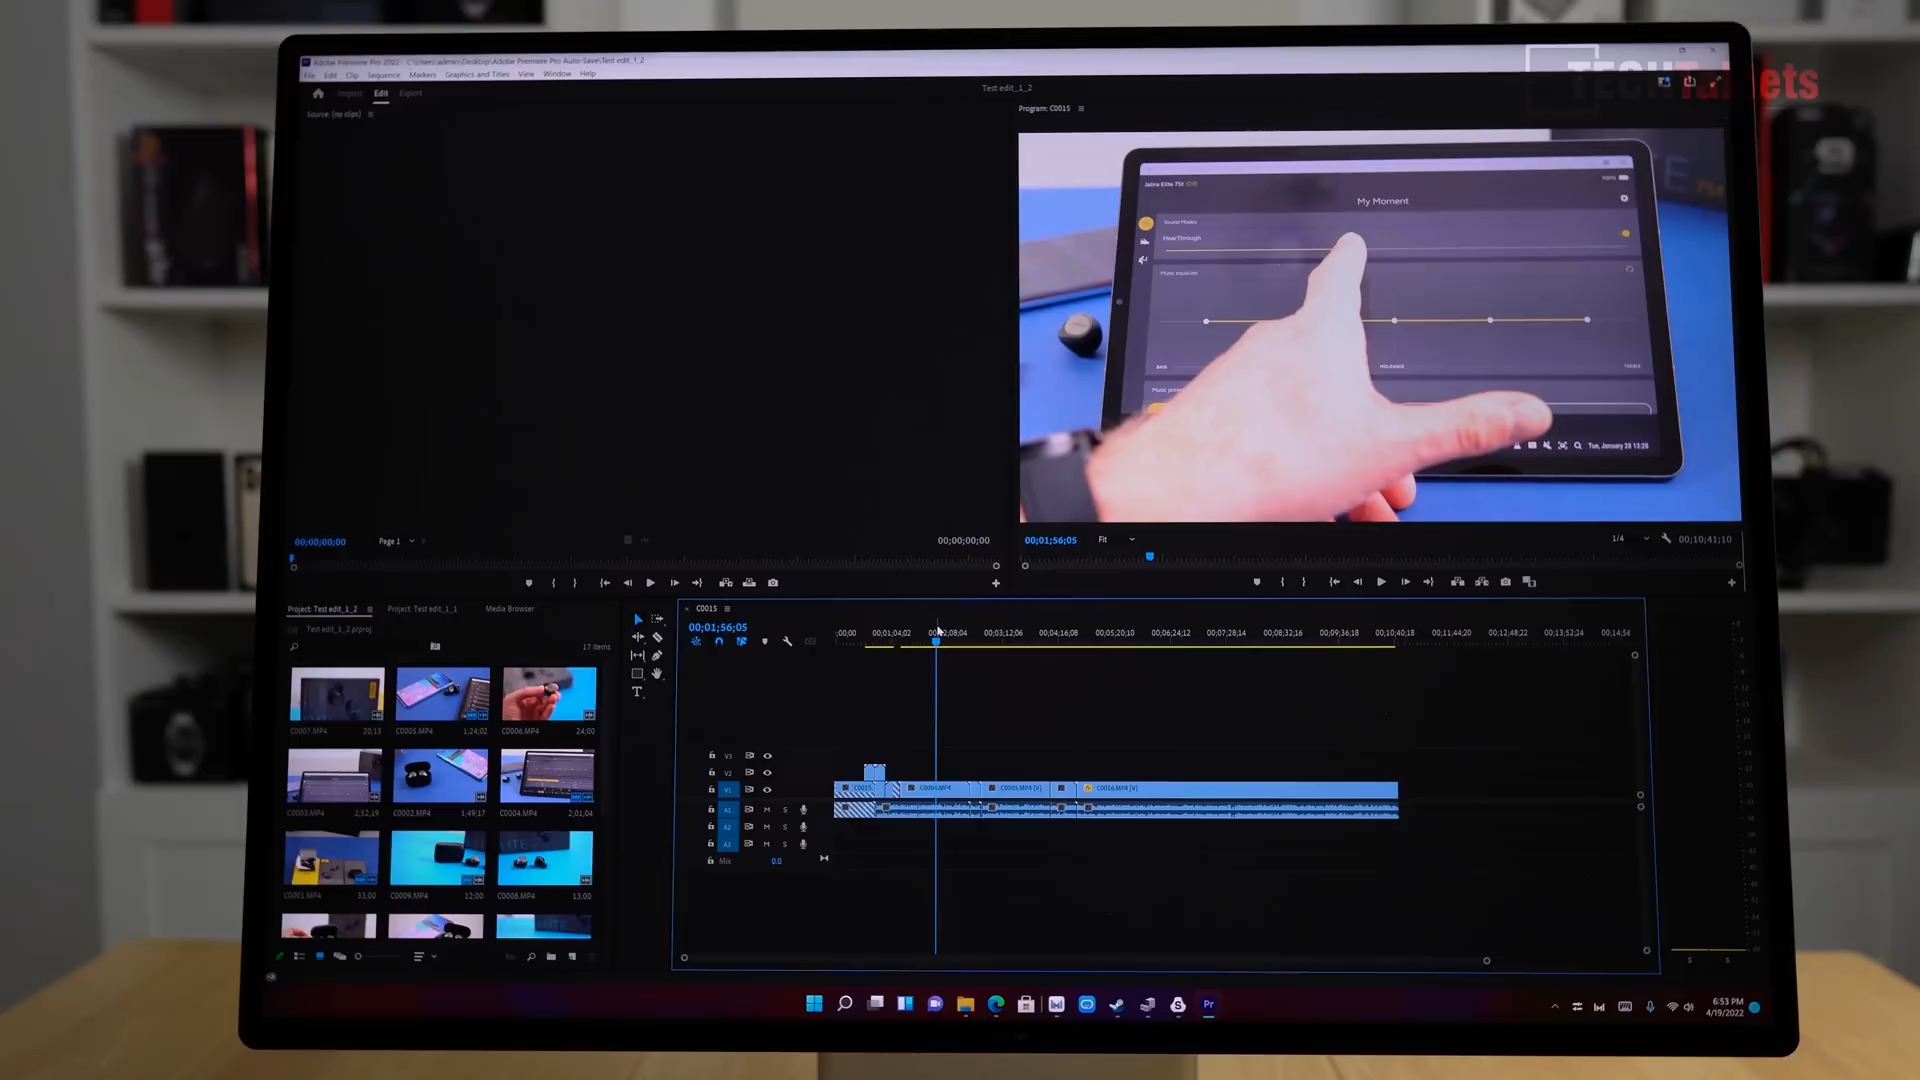 TECHTablets
Adobe Premiere Pro 2022 - C:\Users\admin\Desktop\Adobe Premiere Pro Auto-Save\Test edit_1_2
File Edit Clip Sequence Markers Graphics and Titles View Window Help
Import Edit Export
Test edit_1_2
Source: (no clips)
Program: C0015
Jabra Elite 75t
100%
My Moment
Sound Modes
HearThrough
Music equalizer
BASS MIDRANGE TREBLE
Music
Tue, January 28 13:28
00;00;00;00 Page 1 00;00;00;00
00;01;56;05 Fit 1/4 00;10;41;10
Project: Test edit_1_2 Project: Test edit_1_1 Media Browser
Test edit_1_2.prproj
17 items
C0007.MP4 20;13 C0005.MP4 1;24;02 C0006.MP4 24;00
C0003.MP4 2;52;19 C0002.MP4 1;49;17 C0004.MP4 2;01;04
C0001.MP4 33;00 C0009.MP4 12;00 C0008.MP4 13;00
C0015
00;01;56;05
;00;00 00;01;04;02 00;02;08;04 00;03;12;06 00;04;16;08 00;05;20;10 00;06;24;12 00;07;28;14 00;08;32;16 00;09;36;18 00;10;40;18 00;11;44;20 00;12;48;22 00;13;52;24 00;14;56
V3
V2
V1 C0015 C0004.MP4 C0005.MP4 [V] C0016.MP4 [V]
A1 M S
A2 M S
A3 M S
Mix 0.0
S S
Pr
6:53 PM
4/19/2022